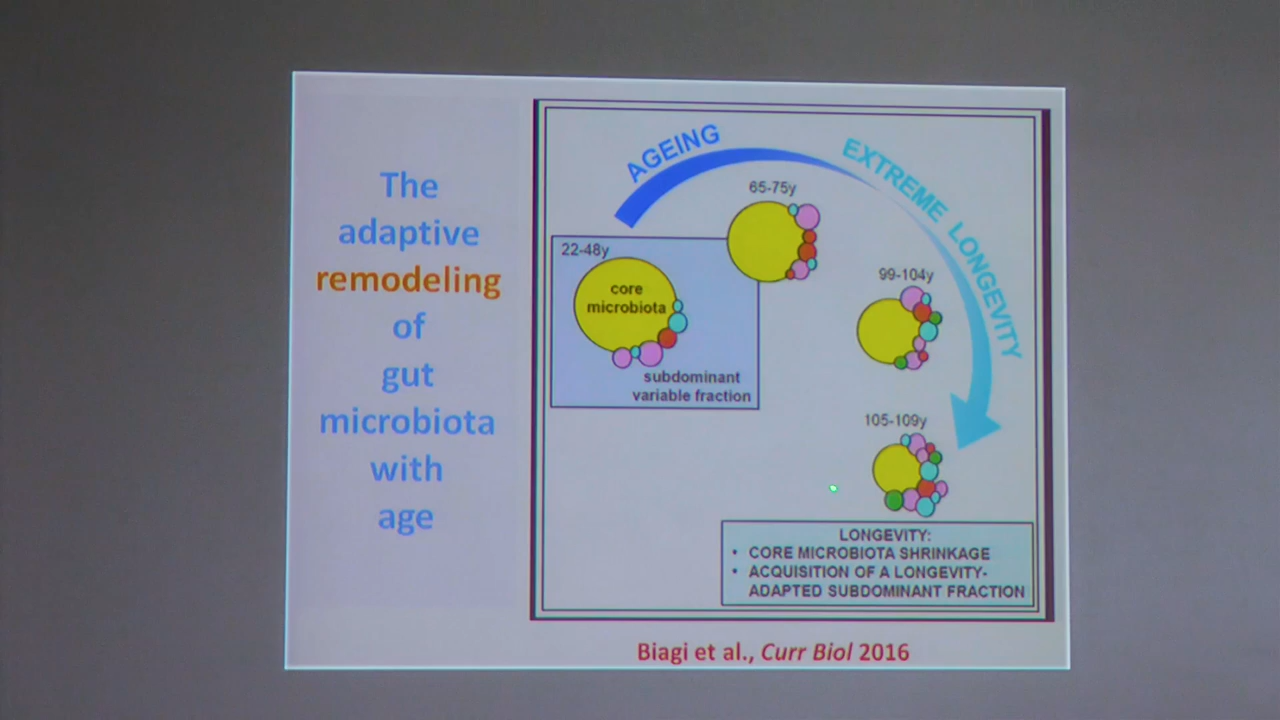 The
adaptive
remodeling
of
gut
microbiota
with
age
AGEING
EXTREME LONGEVITY
65-75y
22-48y
core
microbiota
subdominant
variable fraction
99-104y
105-109y
LONGEVITY:
• CORE MICROBIOTA SHRINKAGE
• ACQUISITION OF A LONGEVITY-
ADAPTED SUBDOMINANT FRACTION
Biagi et al., Curr Biol 2016